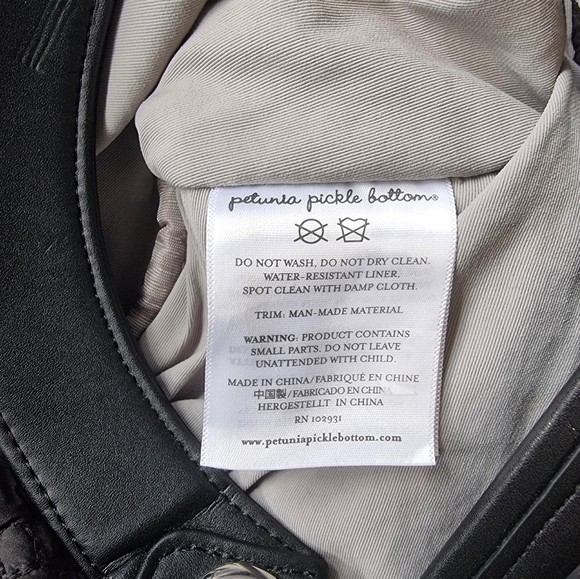 petunia pickle bottom®
DO NOT WASH, DO NOT DRY CLEAN.
WATER-RESISTANT LINER,
SPOT CLEAN WITH DAMP CLOTH.
TRIM: MAN-MADE MATERIAL
WARNING: PRODUCT CONTAINS
SMALL PARTS. DO NOT LEAVE
UNATTENDED WITH CHILD.
MADE IN CHINA/FABRIQUÉ EN CHINE
中国製/FABRICADO EN CHINA
HERGESTELLT IN CHINA
RN 102931
www.petuniapicklebottom.com